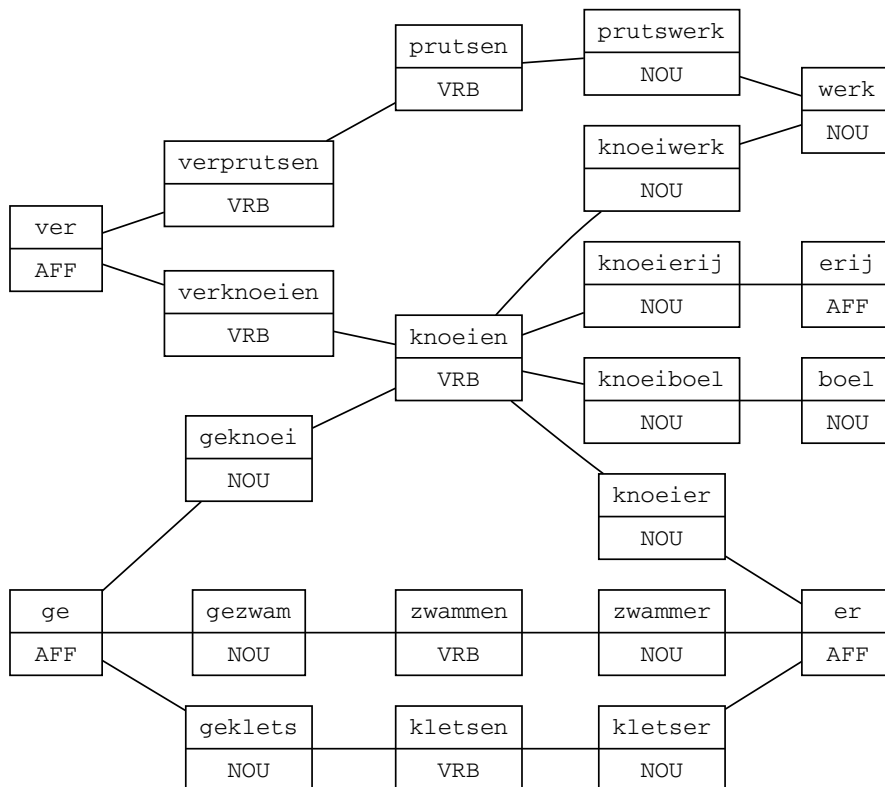 prutsen
VRB
prutswerk
NOU
werk
NOU
verprutsen
VRB
knoeiwerk
NOU
ver
AFF
verknoeien
VRB
knoeien
VRB
knoeierij
NOU
erij
AFF
knoeiboel
NOU
boel
NOU
geknoei
NOU
knoeier
NOU
ge
AFF
gezwam
NOU
zwammen
VRB
zwammer
NOU
er
AFF
geklets
NOU
kletsen
VRB
kletser
NOU